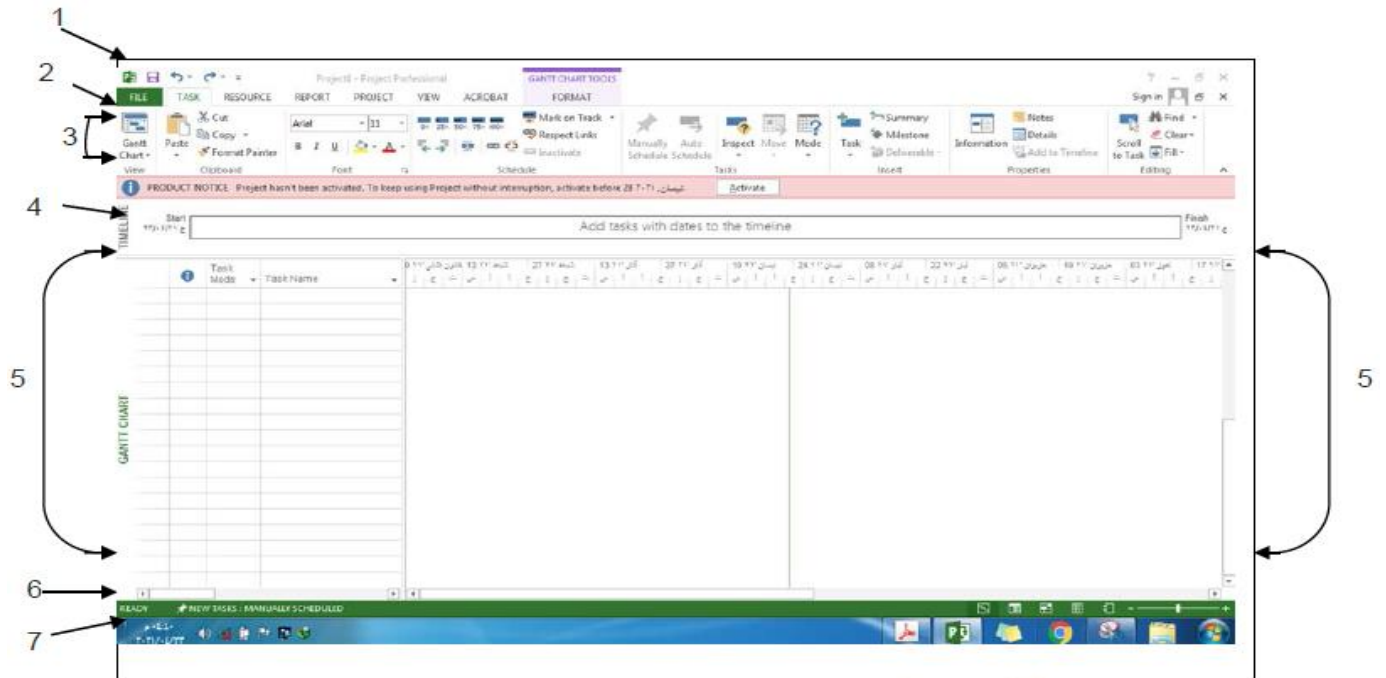 1
Project1 - Project Professional
GANTT CHART TOOLS
2
FILE TASK RESOURCE REPORT PROJECT VIEW ACROBAT FORMAT Sign in
3
Cut
Copy
Format Painter
Paste
Gantt Chart
Arial 11
B I U
Mark on Track
Respect Links
Inactivate
Manually Schedule
Auto Schedule
Inspect Move Mode
Task
Summary
Milestone
Deliverable
Information
Notes
Details
Add to Timeline
Scroll to Task
Find
Clear
Fill
View Clipboard Font Schedule Tasks Insert Properties Editing
PRODUCT NOTICE Project hasn't been activated. To keep using Project without interruption, activate before 28 نيسان, ٢٠٢١ Activate
4
TIMELINE
Start
Add tasks with dates to the timeline
Finish
5
5
Task Mode
Task Name
GANTT CHART
6
READY NEW TASKS : MANUALLY SCHEDULED
7